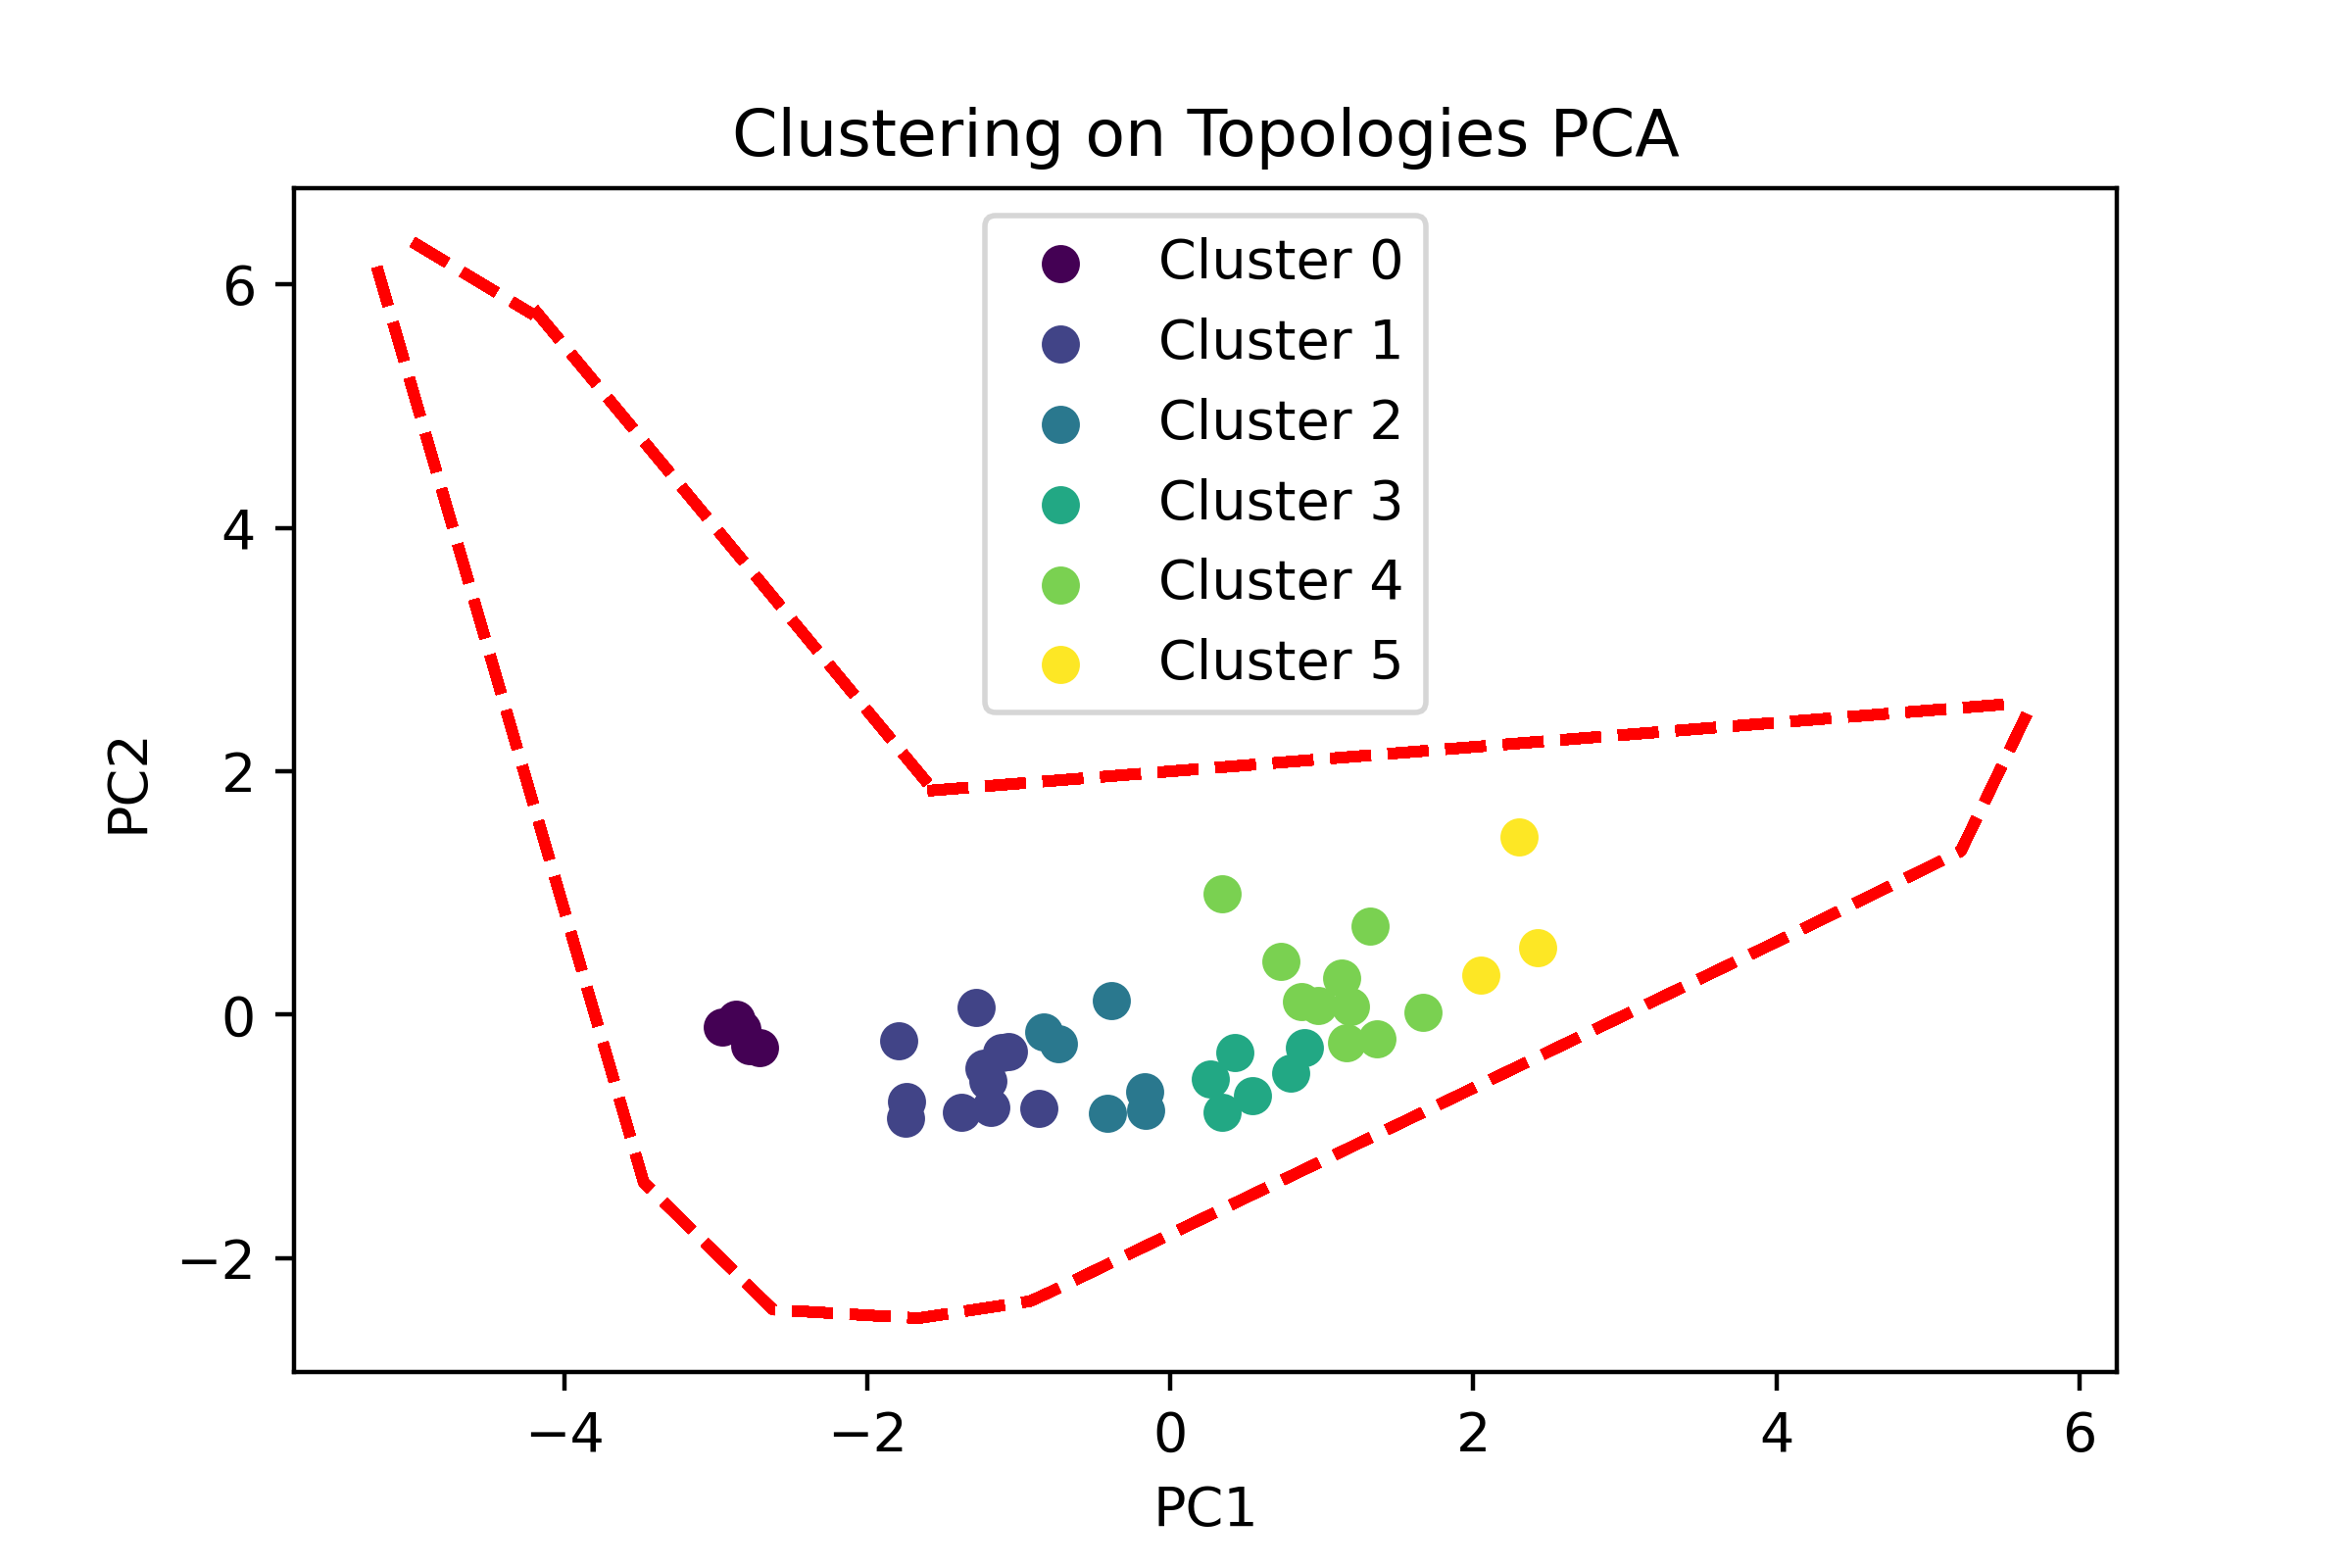 Clustering on Topologies PCA
Cluster 0
Cluster 1
Cluster 2
Cluster 3
Cluster 4
Cluster 5
6
4
2
0
−2
PC2
−4 −2 0 2 4 6
PC1